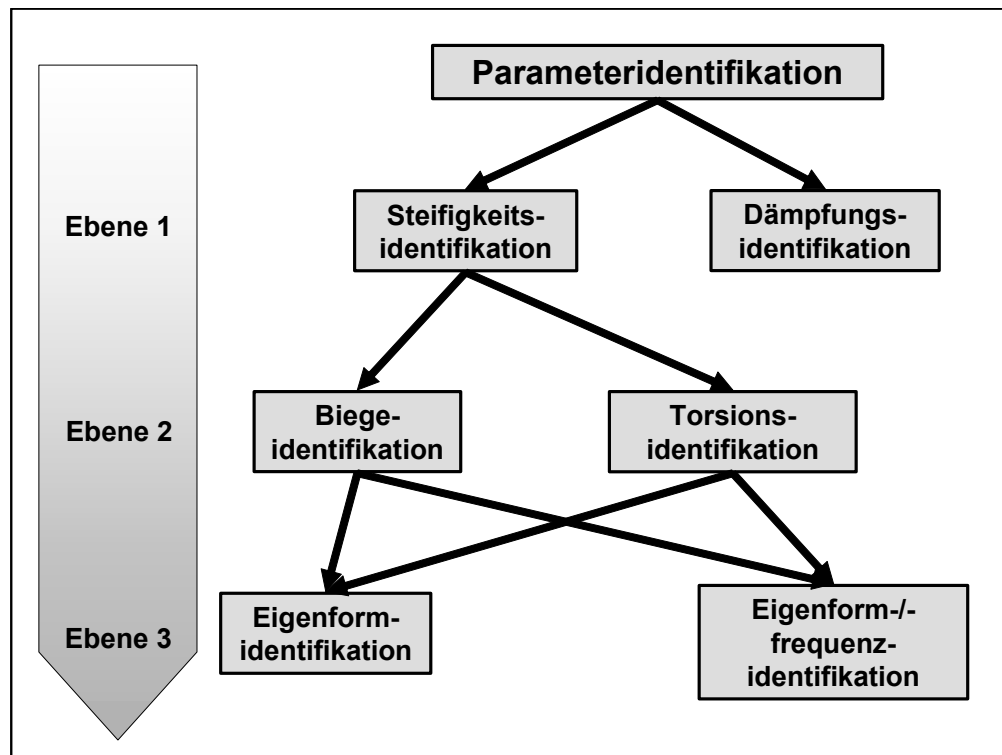 Parameteridentifikation
Ebene 1
Steifigkeits-
identifikation
Dämpfungs-
identifikation
Ebene 2
Biege-
identifikation
Torsions-
identifikation
Ebene 3
Eigenform-
identifikation
Eigenform-/-
frequenz-
identifikation